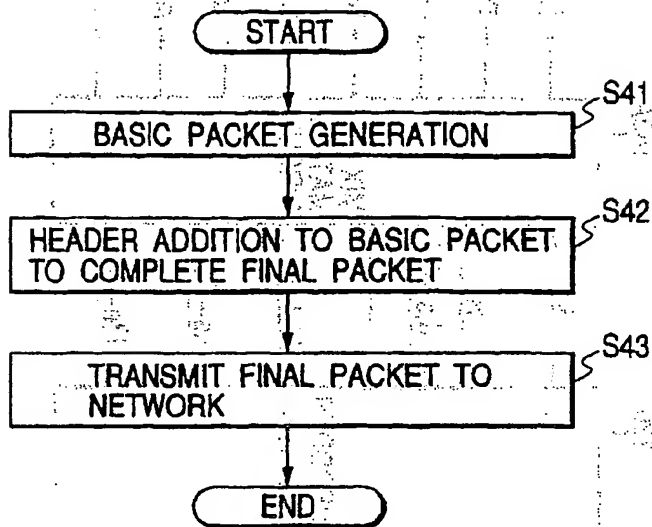 START
S41
BASIC PACKET GENERATION
S42
HEADER ADDITION TO BASIC PACKET
TO COMPLETE FINAL PACKET
S43
TRANSMIT FINAL PACKET TO
NETWORK
END